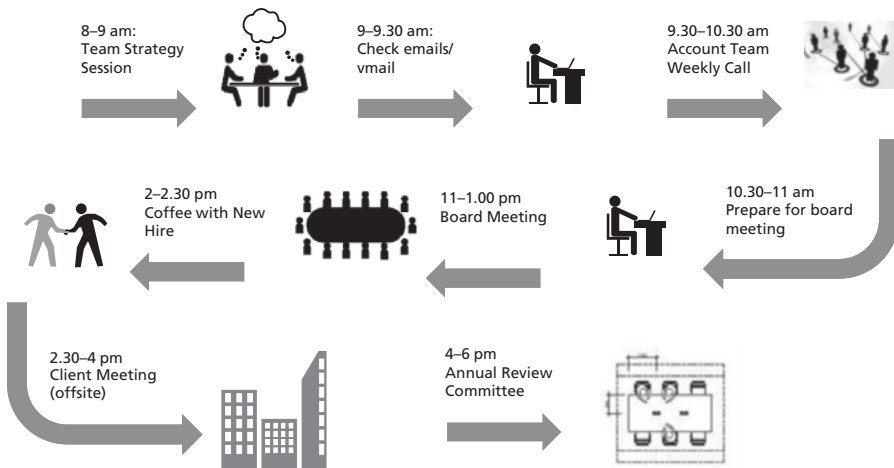 8–9 am:
Team Strategy
Session
9–9.30 am:
Check emails/
vmail
9.30–10.30 am
Account Team
Weekly Call
10.30–11 am
Prepare for board
meeting
11–1.00 pm
Board Meeting
2–2.30 pm
Coffee with New
Hire
2.30–4 pm
Client Meeting
(offsite)
4–6 pm
Annual Review
Committee